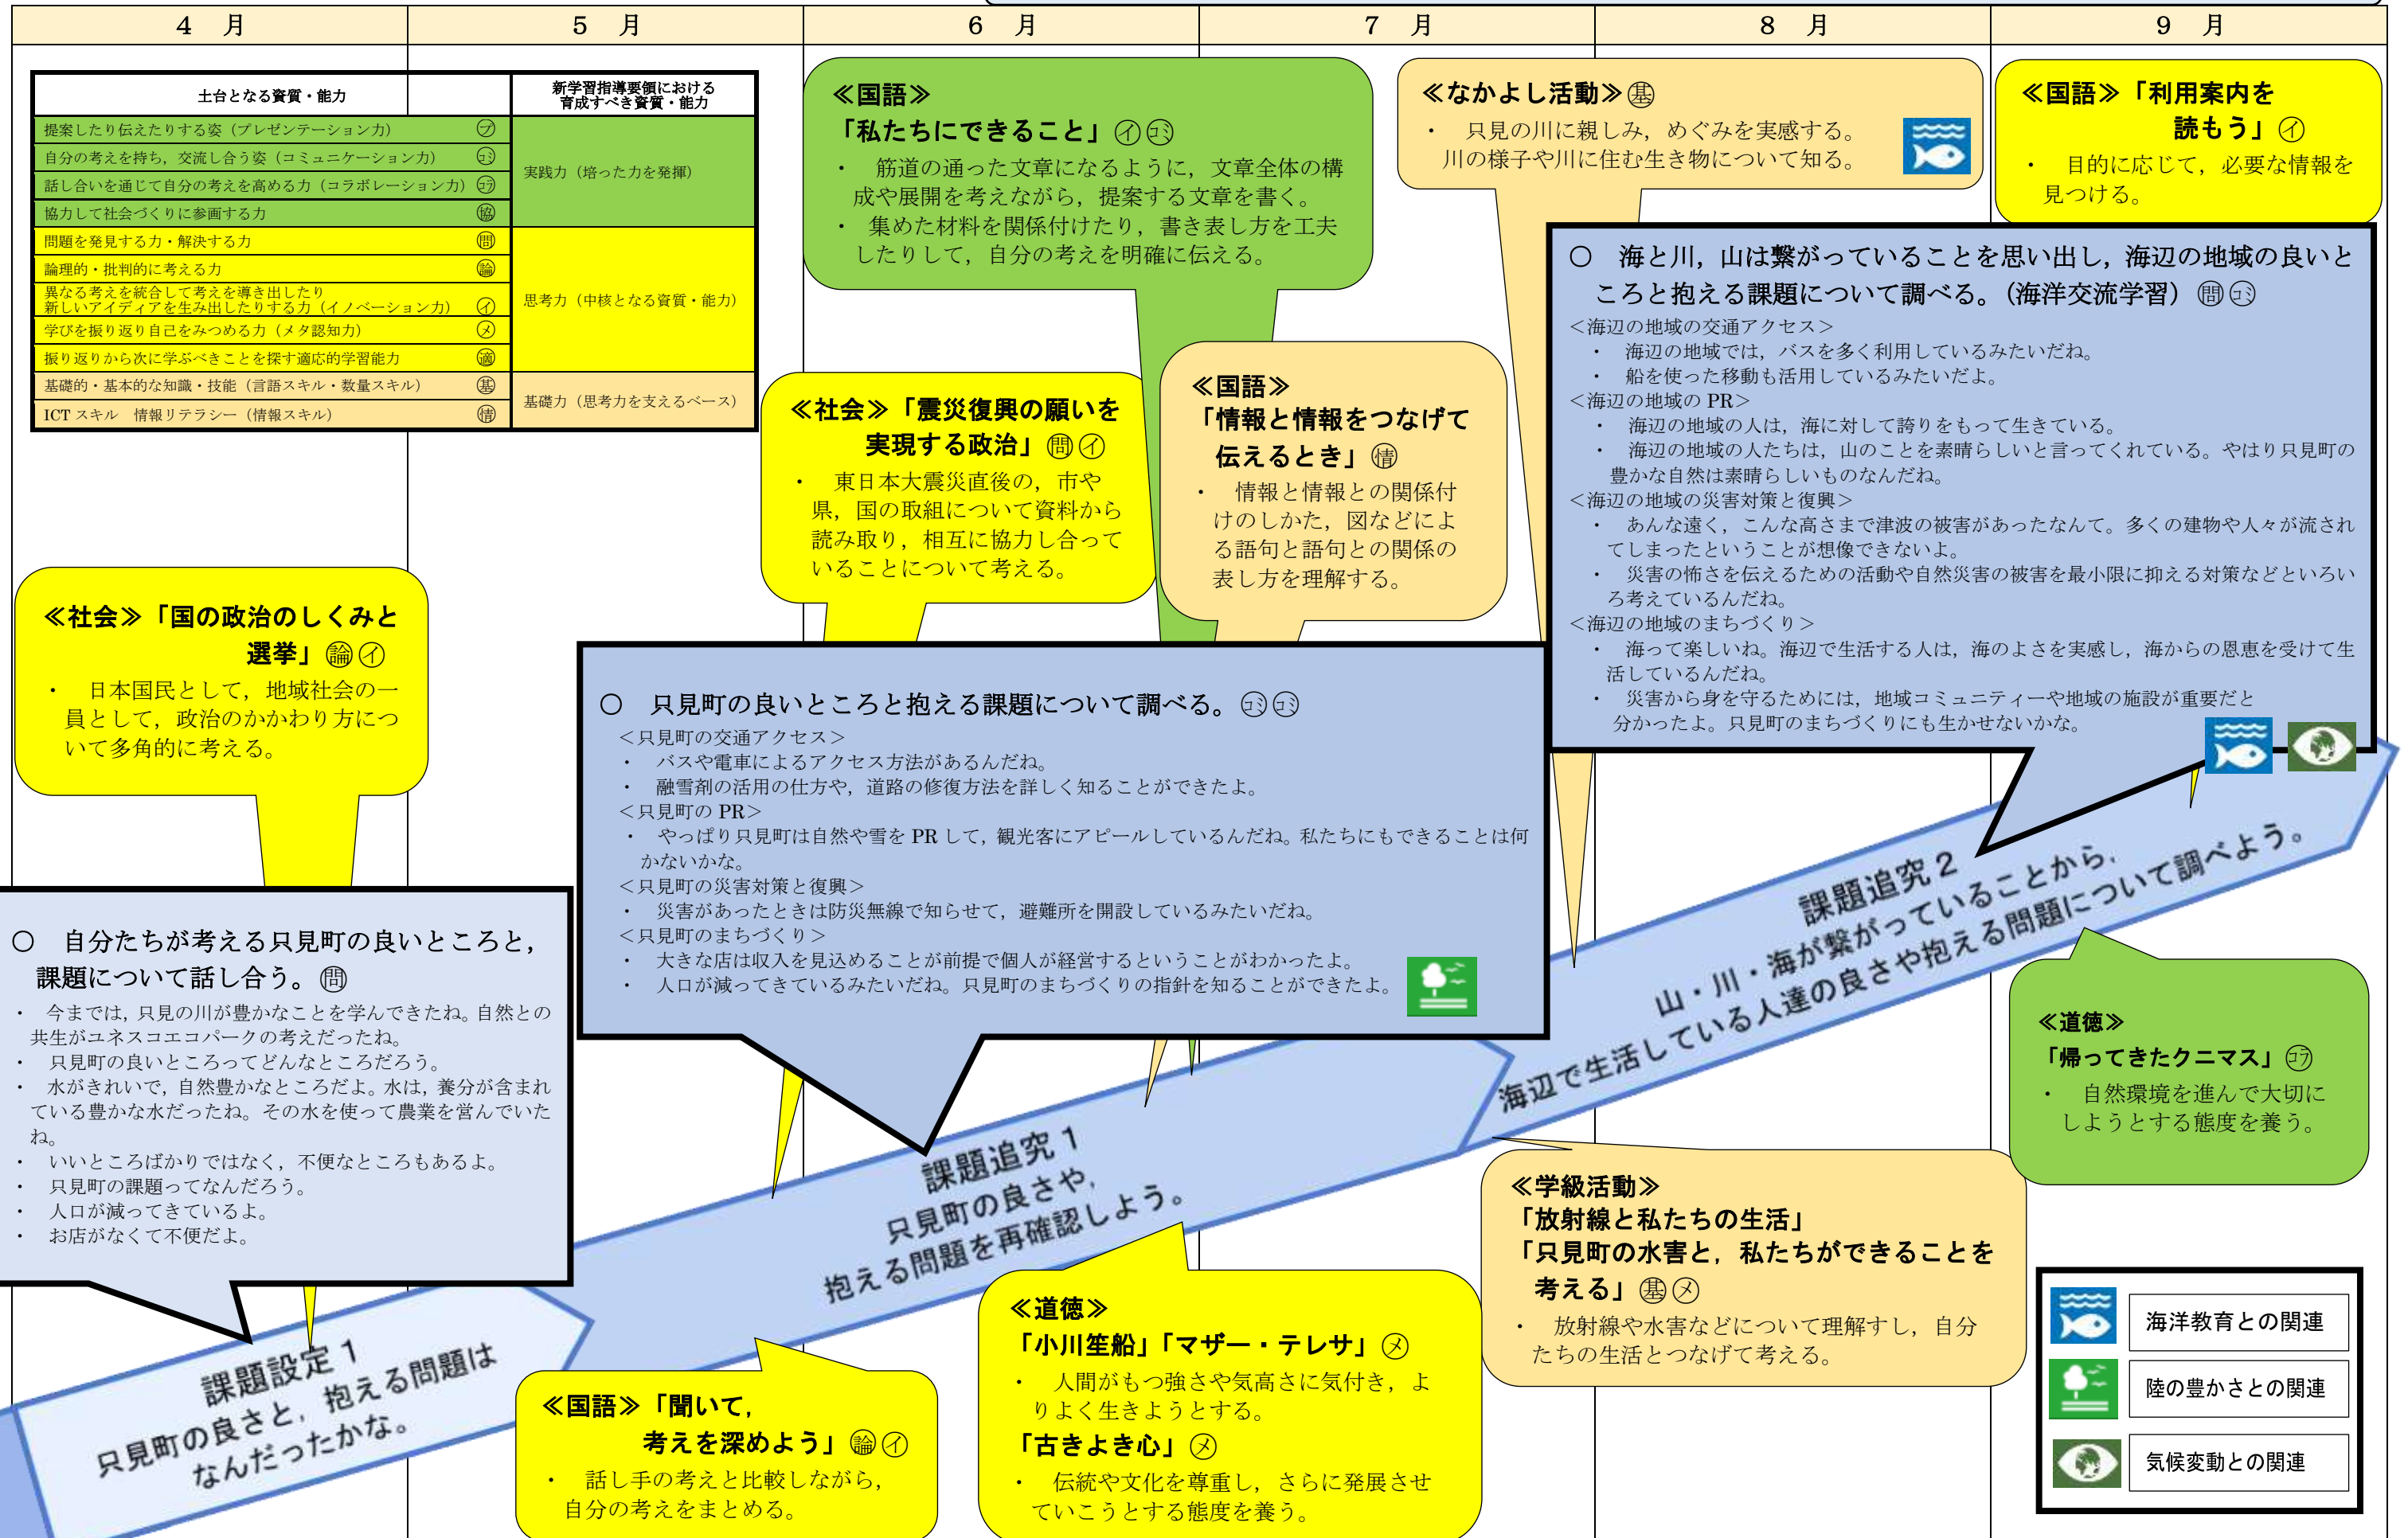 4 月
5 月
6 月
7 月
8 月
9 月
土台となる資質・能力
新学習指導要領における
育成すべき資質・能力
提案したり伝えたりする姿（プレゼンテーション力） ㋫゚
自分の考えを持ち，交流し合う姿（コミュニケーション力） コミ
話し合いを通じて自分の考えを高める力（コラボレーション力） コラ
協力して社会づくりに参画する力 ㊿協
実践力（培った力を発揮）
問題を発見する力・解決する力 問
論理的・批判的に考える力 論
異なる考えを統合して考えを導き出したり
新しいアイディアを生み出したりする力（イノベーション力） ㋑
学びを振り返り自己をみつめる力（メタ認知力） ㋱
振り返りから次に学ぶべきことを探す適応的学習能力 適
思考力（中核となる資質・能力）
基礎的・基本的な知識・技能（言語スキル・数量スキル） 基
ICT スキル 情報リテラシー（情報スキル） 情
基礎力（思考力を支えるベース）
≪国語≫
「私たちにできること」㋑コミ
・ 筋道の通った文章になるように，文章全体の構
成や展開を考えながら，提案する文章を書く。
・ 集めた材料を関係付けたり，書き表し方を工夫
したりして，自分の考えを明確に伝える。
≪なかよし活動≫基
・ 只見の川に親しみ，めぐみを実感する。
川の様子や川に住む生き物について知る。
≪国語≫「利用案内を
読もう」㋑
・ 目的に応じて，必要な情報を
見つける。
≪社会≫「震災復興の願いを
実現する政治」問㋑
・ 東日本大震災直後の，市や
県，国の取組について資料から
読み取り，相互に協力し合って
いることについて考える。
≪国語≫
「情報と情報をつなげて
伝えるとき」情
・ 情報と情報との関係付
けのしかた，図などによ
る語句と語句との関係の
表し方を理解する。
○ 海と川，山は繋がっていることを思い出し，海辺の地域の良いと
ころと抱える課題について調べる。（海洋交流学習）問コミ
＜海辺の地域の交通アクセス＞
・ 海辺の地域では，バスを多く利用しているみたいだね。
・ 船を使った移動も活用しているみたいだよ。
＜海辺の地域の PR＞
・ 海辺の地域の人は，海に対して誇りをもって生きている。
・ 海辺の地域の人たちは，山のことを素晴らしいと言ってくれている。やはり只見町の
豊かな自然は素晴らしいものなんだね。
＜海辺の地域の災害対策と復興＞
・ あんな遠く，こんな高さまで津波の被害があったなんて。多くの建物や人々が流され
てしまったということが想像できないよ。
・ 災害の怖さを伝えるための活動や自然災害の被害を最小限に抑える対策などといろい
ろ考えているんだね。
＜海辺の地域のまちづくり＞
・ 海って楽しいね。海辺で生活する人は，海のよさを実感し，海からの恩恵を受けて生
活しているんだね。
・ 災害から身を守るためには，地域コミュニティーや地域の施設が重要だと
分かったよ。只見町のまちづくりにも生かせないかな。
≪社会≫「国の政治のしくみと
選挙」論㋑
・ 日本国民として，地域社会の一
員として，政治のかかわり方につ
いて多角的に考える。
○ 只見町の良いところと抱える課題について調べる。コミコミ
＜只見町の交通アクセス＞
・ バスや電車によるアクセス方法があるんだね。
・ 融雪剤の活用の仕方や，道路の修復方法を詳しく知ることができたよ。
＜只見町の PR＞
・ やっぱり只見町は自然や雪を PR して，観光客にアピールしているんだね。私たちにもできることは何
かないかな。
＜只見町の災害対策と復興＞
・ 災害があったときは防災無線で知らせて，避難所を開設しているみたいだね。
＜只見町のまちづくり＞
・ 大きな店は収入を見込めることが前提で個人が経営するということがわかったよ。
・ 人口が減ってきているみたいだね。只見町のまちづくりの指針を知ることができたよ。
○ 自分たちが考える只見町の良いところと，
課題について話し合う。問
・ 今までは，只見の川が豊かなことを学んできたね。自然との
共生がユネスコエコパークの考えだったね。
・ 只見町の良いところってどんなところだろう。
・ 水がきれいで，自然豊かなところだよ。水は，養分が含まれ
ている豊かな水だったね。その水を使って農業を営んでいた
ね。
・ いいところばかりではなく，不便なところもあるよ。
・ 只見町の課題ってなんだろう。
・ 人口が減ってきているよ。
・ お店がなくて不便だよ。
課題設定１
只見町の良さと，抱える問題は
なんだったかな。
課題追究１
只見町の良さや，
抱える問題を再確認しよう。
課題追究２
山・川・海が繋がっていることから，
海辺で生活している人達の良さや抱える問題について調べよう。
≪道徳≫
「帰ってきたクニマス」コラ
・ 自然環境を進んで大切に
しようとする態度を養う。
≪学級活動≫
「放射線と私たちの生活」
「只見町の水害と，私たちができることを
考える」基㋱
・ 放射線や水害などについて理解すし，自分
たちの生活とつなげて考える。
≪道徳≫
「小川笙船」「マザー・テレサ」㋱
・ 人間がもつ強さや気高さに気付き，よ
りよく生きようとする。
「古きよき心」㋱
・ 伝統や文化を尊重し，さらに発展させ
ていこうとする態度を養う。
≪国語≫「聞いて，
考えを深めよう」論㋑
・ 話し手の考えと比較しながら，
自分の考えをまとめる。
海洋教育との関連
陸の豊かさとの関連
気候変動との関連